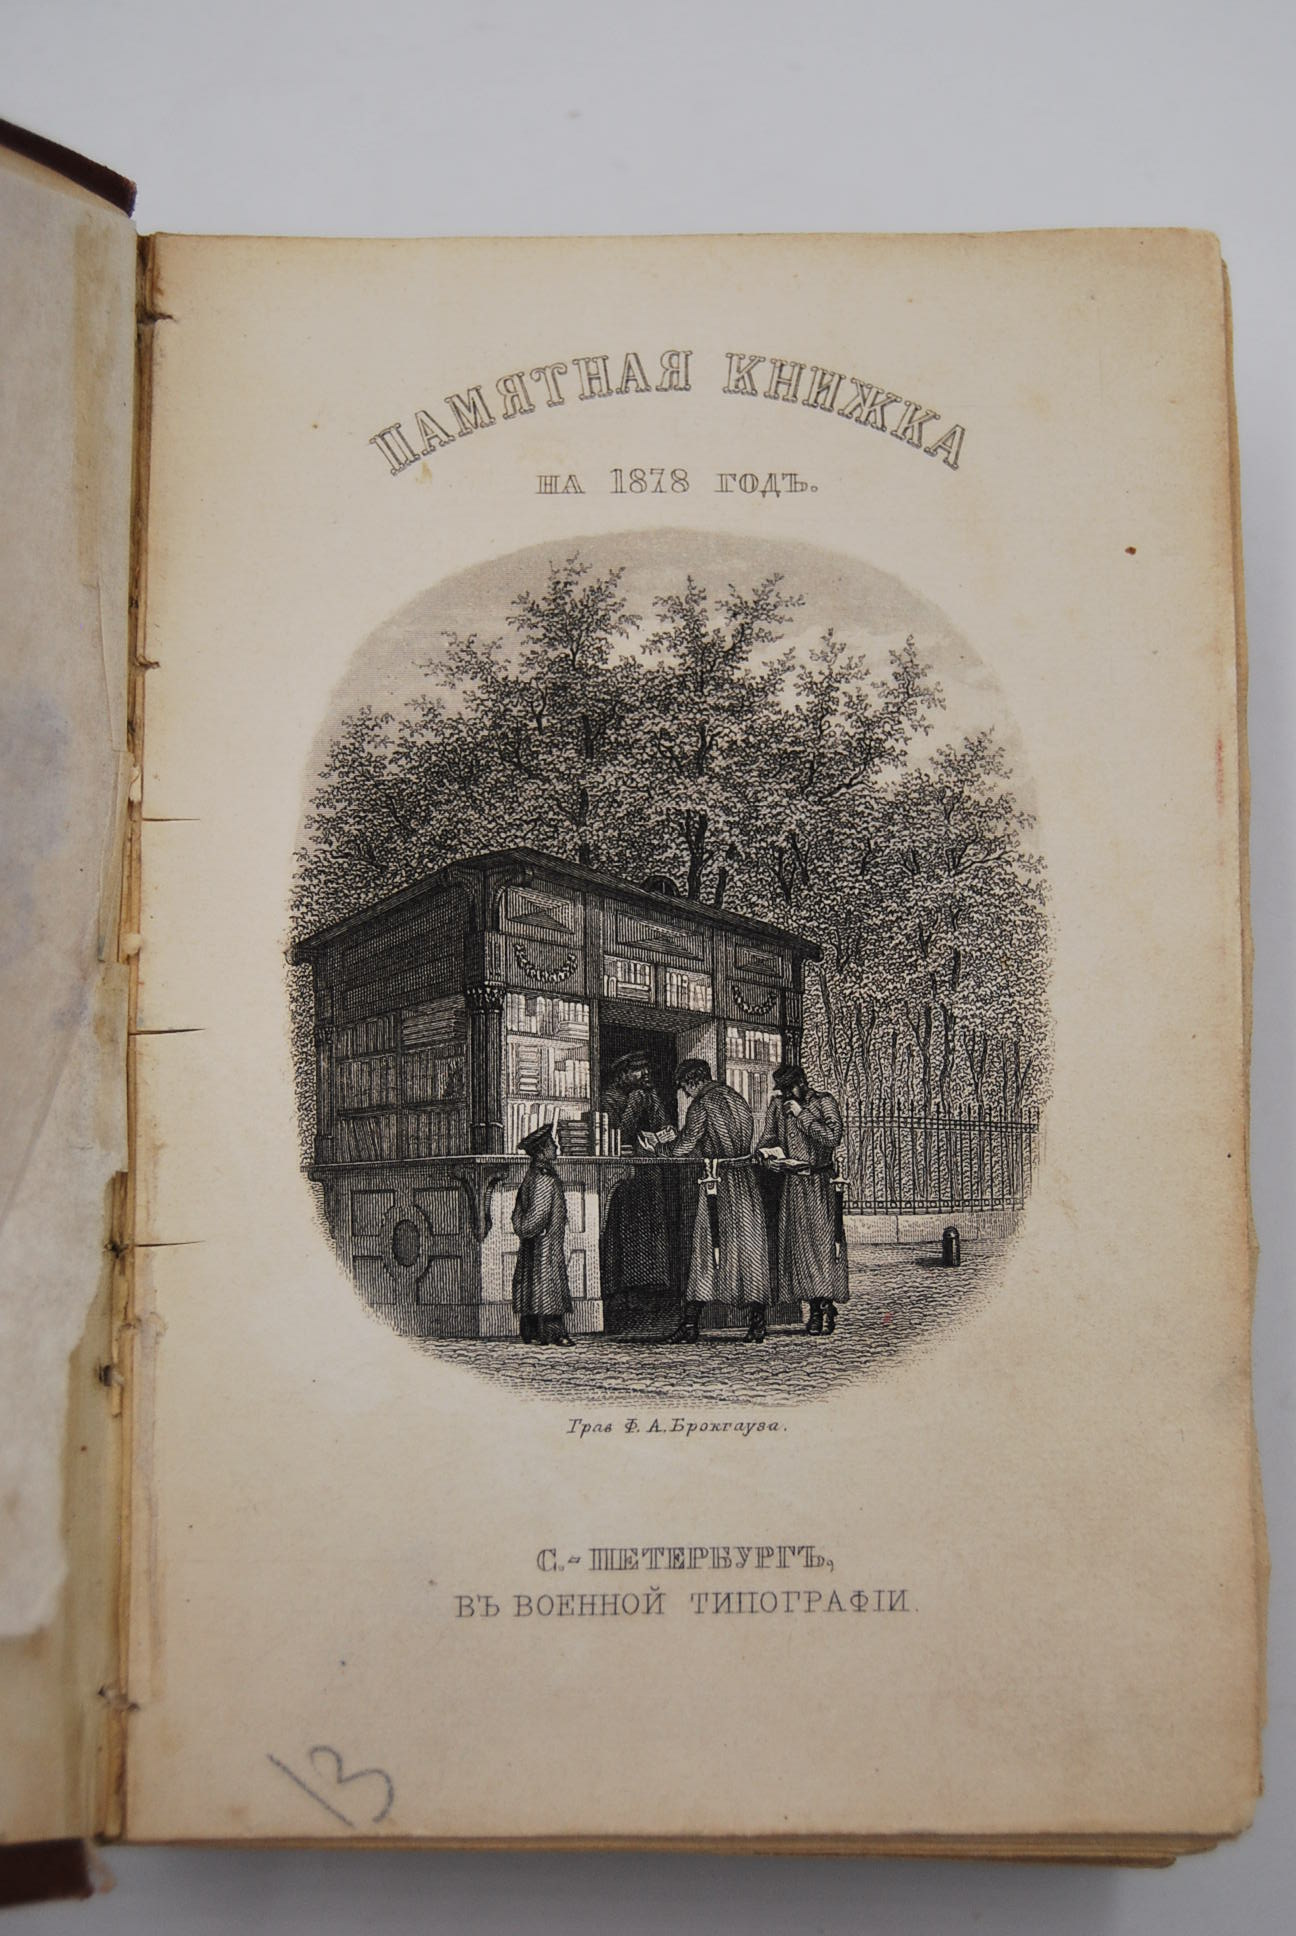 ПАМЯТНАЯ КНИЖКА
НА 1878 ГОДЪ.
Грав Ф. А. Брокгауза.
С.-ПЕТЕРБУРГЪ,
ВЪ ВОЕННОЙ ТИПОГРАФІИ.
13